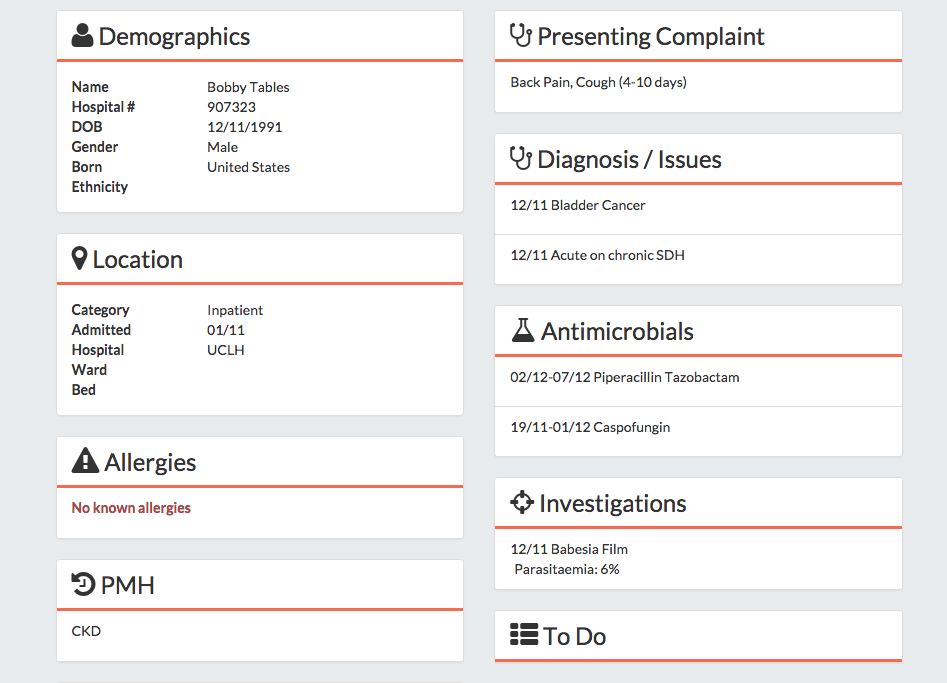 Demographics
Name Bobby Tables
Hospital # 907323
DOB 12/11/1991
Gender Male
Born United States
Ethnicity
Location
Category Inpatient
Admitted 01/11
Hospital UCLH
Ward
Bed
Allergies
No known allergies
PMH
CKD
Presenting Complaint
Back Pain, Cough (4-10 days)
Diagnosis / Issues
12/11 Bladder Cancer
12/11 Acute on chronic SDH
Antimicrobials
02/12-07/12 Piperacillin Tazobactam
19/11-01/12 Caspofungin
Investigations
12/11 Babesia Film
Parasitaemia: 6%
To Do